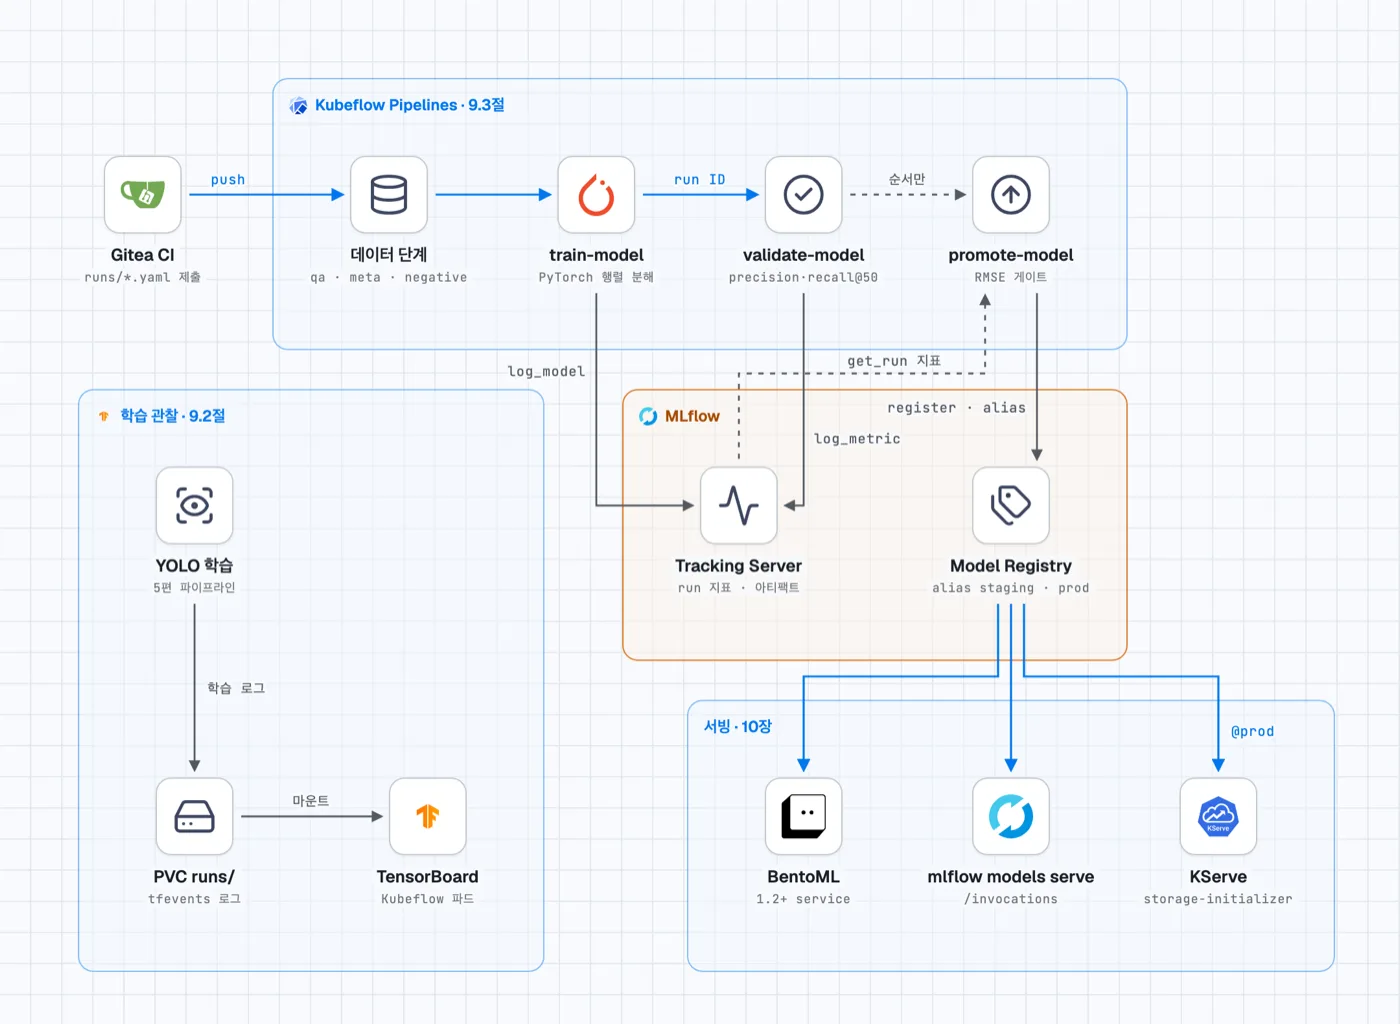 Kubeflow Pipelines · 9.3절
push
run ID
순서만
Gitea CI
runs/*.yaml 제출
데이터 단계
qa · meta · negative
train-model
PyTorch 행렬 분해
validate-model
precision·recall@50
promote-model
RMSE 게이트
log_model
get_run 지표
register · alias
log_metric
학습 관찰 · 9.2절
MLflow
YOLO 학습
5편 파이프라인
Tracking Server
run 지표 · 아티팩트
Model Registry
alias staging · prod
학습 로그
서빙 · 10장
@prod
마운트
PVC runs/
tfevents 로그
TensorBoard
Kubeflow 파드
BentoML
1.2+ service
mlflow models serve
/invocations
KServe
KServe
storage-initializer